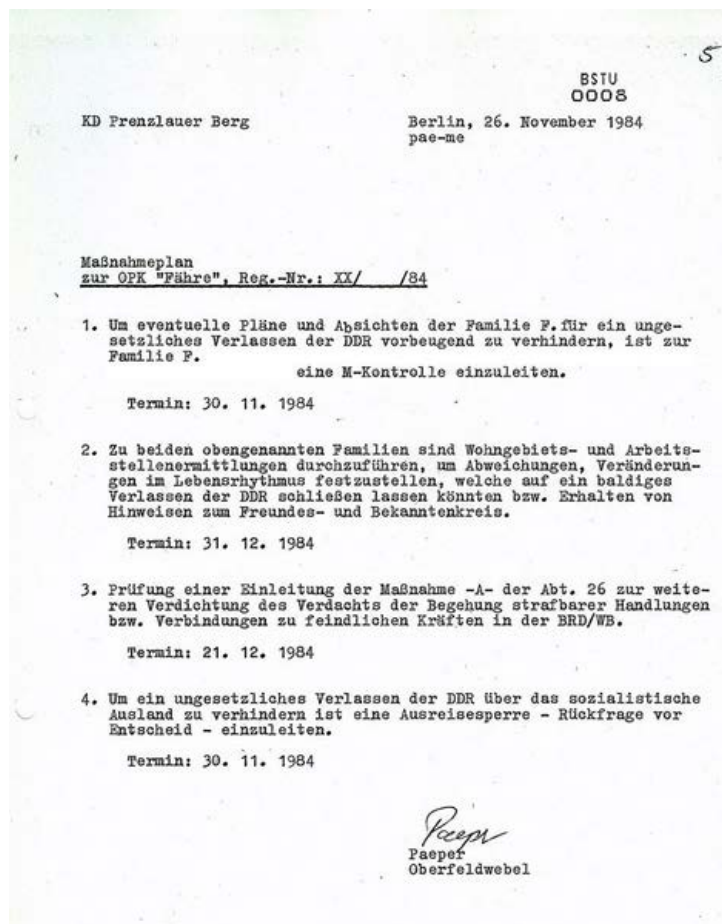 5
BSTU
0008
KD Prenzlauer Berg Berlin, 26. November 1984
pae-me
Maßnahmeplan
zur OPK "Fähre", Reg.-Nr.: XX/ /84
1. Um eventuelle Pläne und Absichten der Familie F. für ein unge-
setzliches Verlassen der DDR vorbeugend zu verhindern, ist zur
Familie F.
eine M-Kontrolle einzuleiten.
Termin: 30. 11. 1984
2. Zu beiden obengenannten Familien sind Wohngebiets- und Arbeits-
stellenermittlungen durchzuführen, um Abweichungen, Veränderun-
gen im Lebensrhythmus festzustellen, welche auf ein baldiges
Verlassen der DDR schließen lassen könnten bzw. Erhalten von
Hinweisen zum Freundes- und Bekanntenkreis.
Termin: 31. 12. 1984
3. Prüfung einer Einleitung der Maßnahme -A- der Abt. 26 zur weite-
ren Verdichtung des Verdachts der Begehung strafbarer Handlungen
bzw. Verbindungen zu feindlichen Kräften in der BRD/WB.
Termin: 21. 12. 1984
4. Um ein ungesetzliches Verlassen der DDR über das sozialistische
Ausland zu verhindern ist eine Ausreisesperre - Rückfrage vor
Entscheid - einzuleiten.
Termin: 30. 11. 1984
Paeper
Paeper
Oberfeldwebel